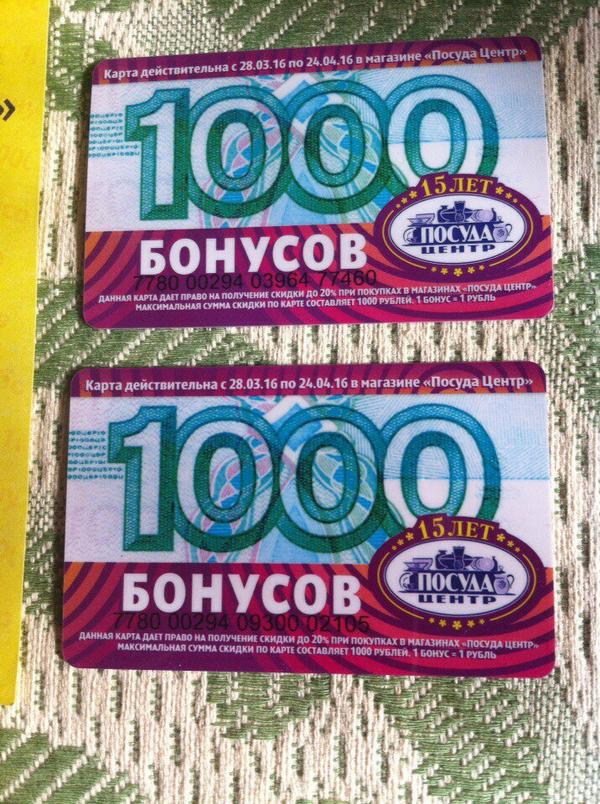 »
Карта действительна с 28.03.16 по 24.04.16 в магазине «Посуда Центр»
1000
15 ЛЕТ
ПОСУДА
ЦЕНТР
БОНУСОВ
7780 00294 03964 77460
ДАННАЯ КАРТА ДАЕТ ПРАВО НА ПОЛУЧЕНИЕ СКИДКИ ДО 20% ПРИ ПОКУПКАХ В МАГАЗИНАХ «ПОСУДА ЦЕНТР»
МАКСИМАЛЬНАЯ СУММА СКИДКИ ПО КАРТЕ СОСТАВЛЯЕТ 1000 РУБЛЕЙ. 1 БОНУС = 1 РУБЛЬ
Карта действительна с 28.03.16 по 24.04.16 в магазине «Посуда Центр»
1000
15 ЛЕТ
ПОСУДА
ЦЕНТР
БОНУСОВ
7780 00294 09300 02105
ДАННАЯ КАРТА ДАЕТ ПРАВО НА ПОЛУЧЕНИЕ СКИДКИ ДО 20% ПРИ ПОКУПКАХ В МАГАЗИНАХ «ПОСУДА ЦЕНТР»
МАКСИМАЛЬНАЯ СУММА СКИДКИ ПО КАРТЕ СОСТАВЛЯЕТ 1000 РУБЛЕЙ. 1 БОНУС = 1 РУБЛЬ